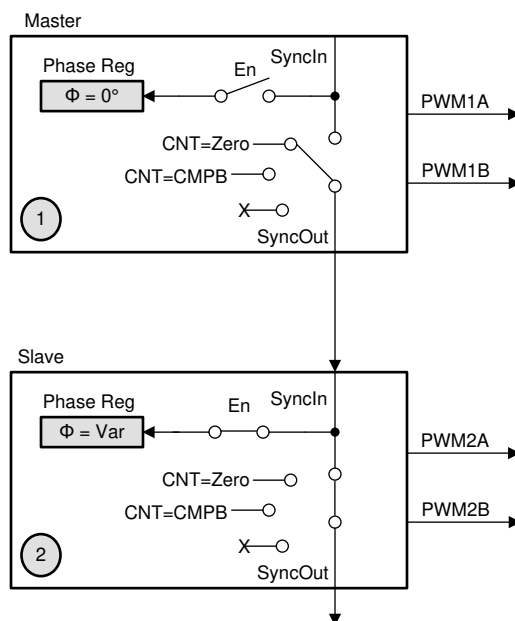 Master
Phase Reg
En
SyncIn
Φ = 0°
PWM1A
CNT=Zero
CNT=CMPB
PWM1B
X
1
SyncOut
Slave
Phase Reg
En
SyncIn
Φ = Var
PWM2A
CNT=Zero
CNT=CMPB
PWM2B
X
2
SyncOut